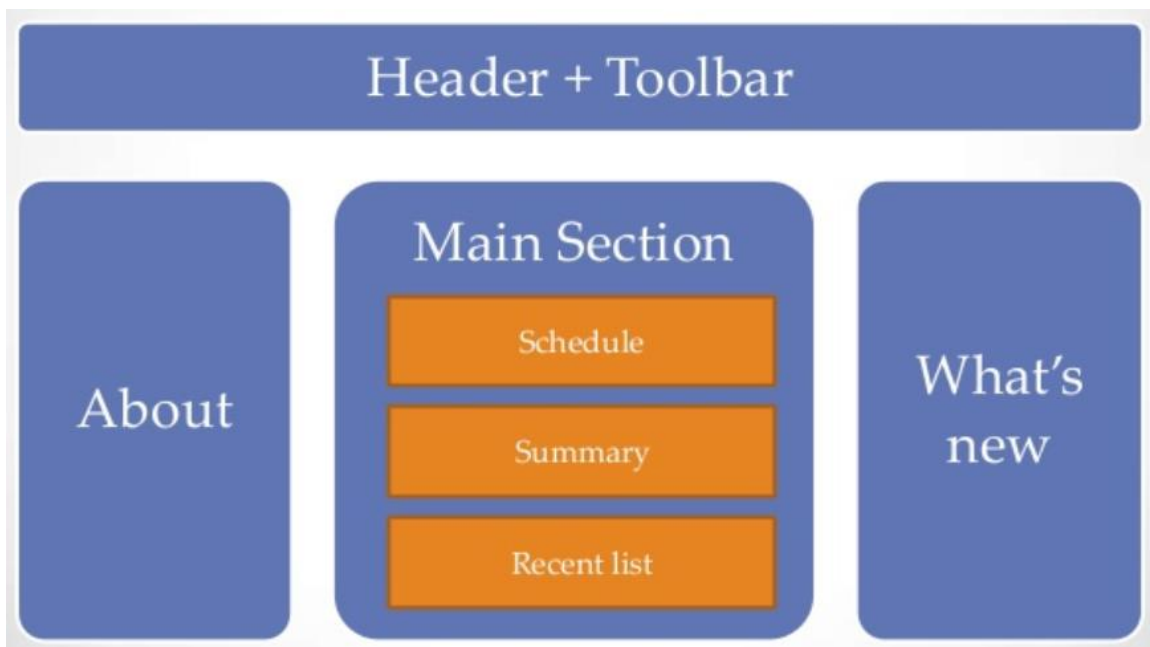 Header + Toolbar
About
Main Section
Schedule
Summary
Recent list
What’s
new